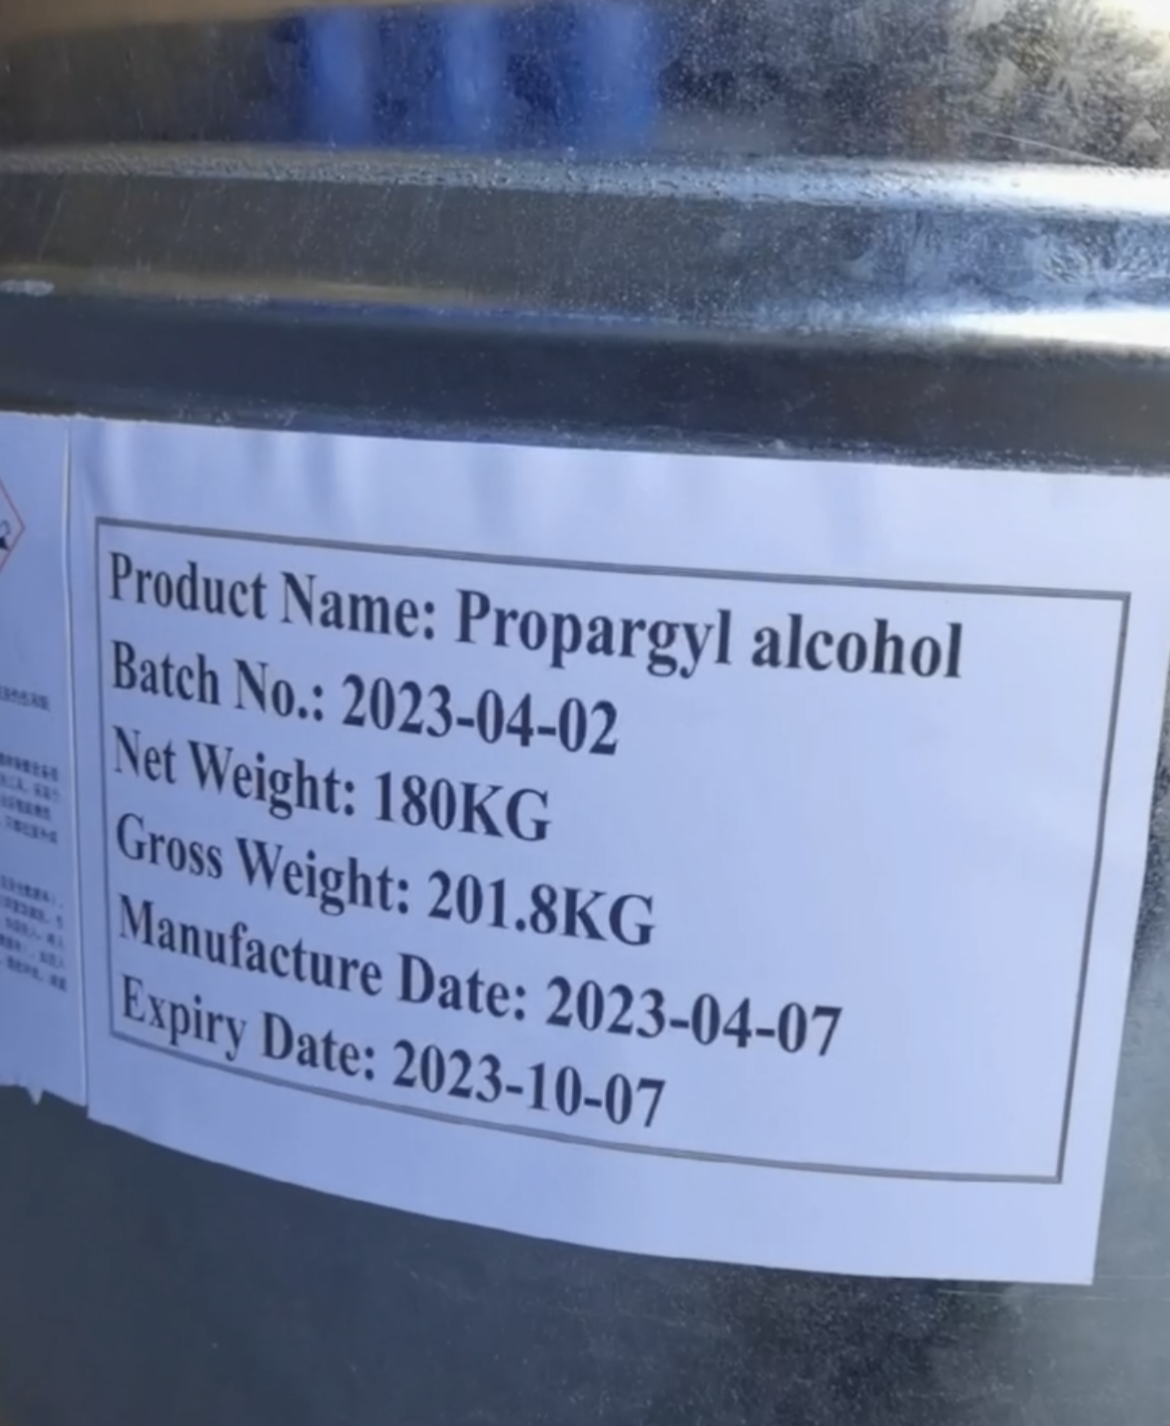 Product Name: Propargyl alcohol
Batch No.: 2023-04-02
Net Weight: 180KG
Gross Weight: 201.8KG
Manufacture Date: 2023-04-07
Expiry Date: 2023-10-07